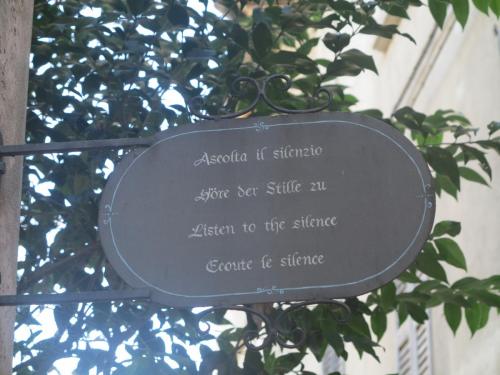 Ascolta il silenzio
Höre der Stille zu
Listen to the silence
Ecoute le silence